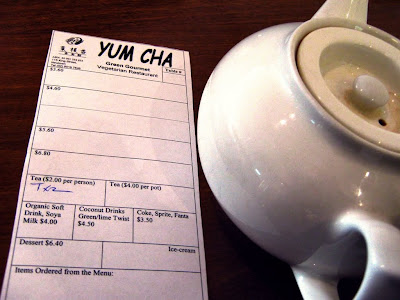 YUM CHA
Green Gourmet
Vegetarian Restaurant
Table #
$3.60
$4.60
$5.60
$6.80
Tea ($2.00 per person)
Tea ($4.00 per pot)
Organic Soft
Drink, Soya
Milk $4.00
Coconut Drinks
Green/lime Twist
$4.50
Coke, Sprite, Fanta
$3.50
Dessert $6.40
Ice-cream
Items Ordered from the Menu: